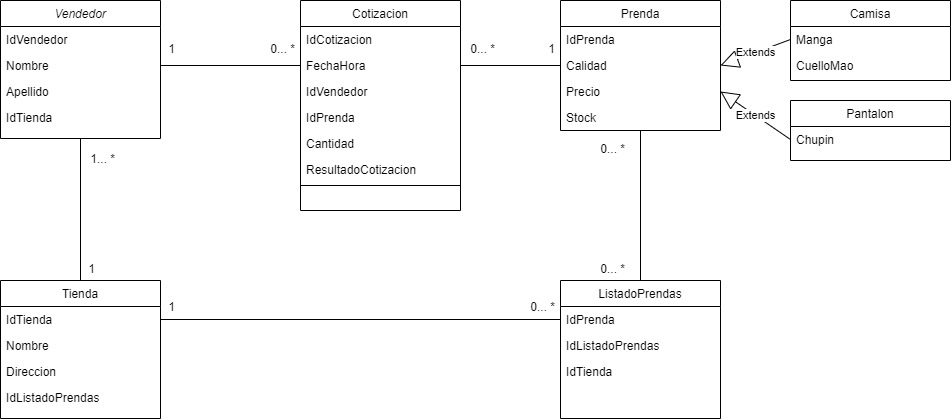 Vendedor
IdVendedor
Nombre
Apellido
IdTienda
1
0... *
Cotizacion
IdCotizacion
FechaHora
IdVendedor
IdPrenda
Cantidad
ResultadoCotizacion
0... *
1
Prenda
IdPrenda
Calidad
Precio
Stock
Extends
Extends
Camisa
Manga
CuelloMao
Pantalon
Chupin
1... *
1
0... *
0... *
Tienda
IdTienda
Nombre
Direccion
IdListadoPrendas
1
0... *
ListadoPrendas
IdPrenda
IdListadoPrendas
IdTienda